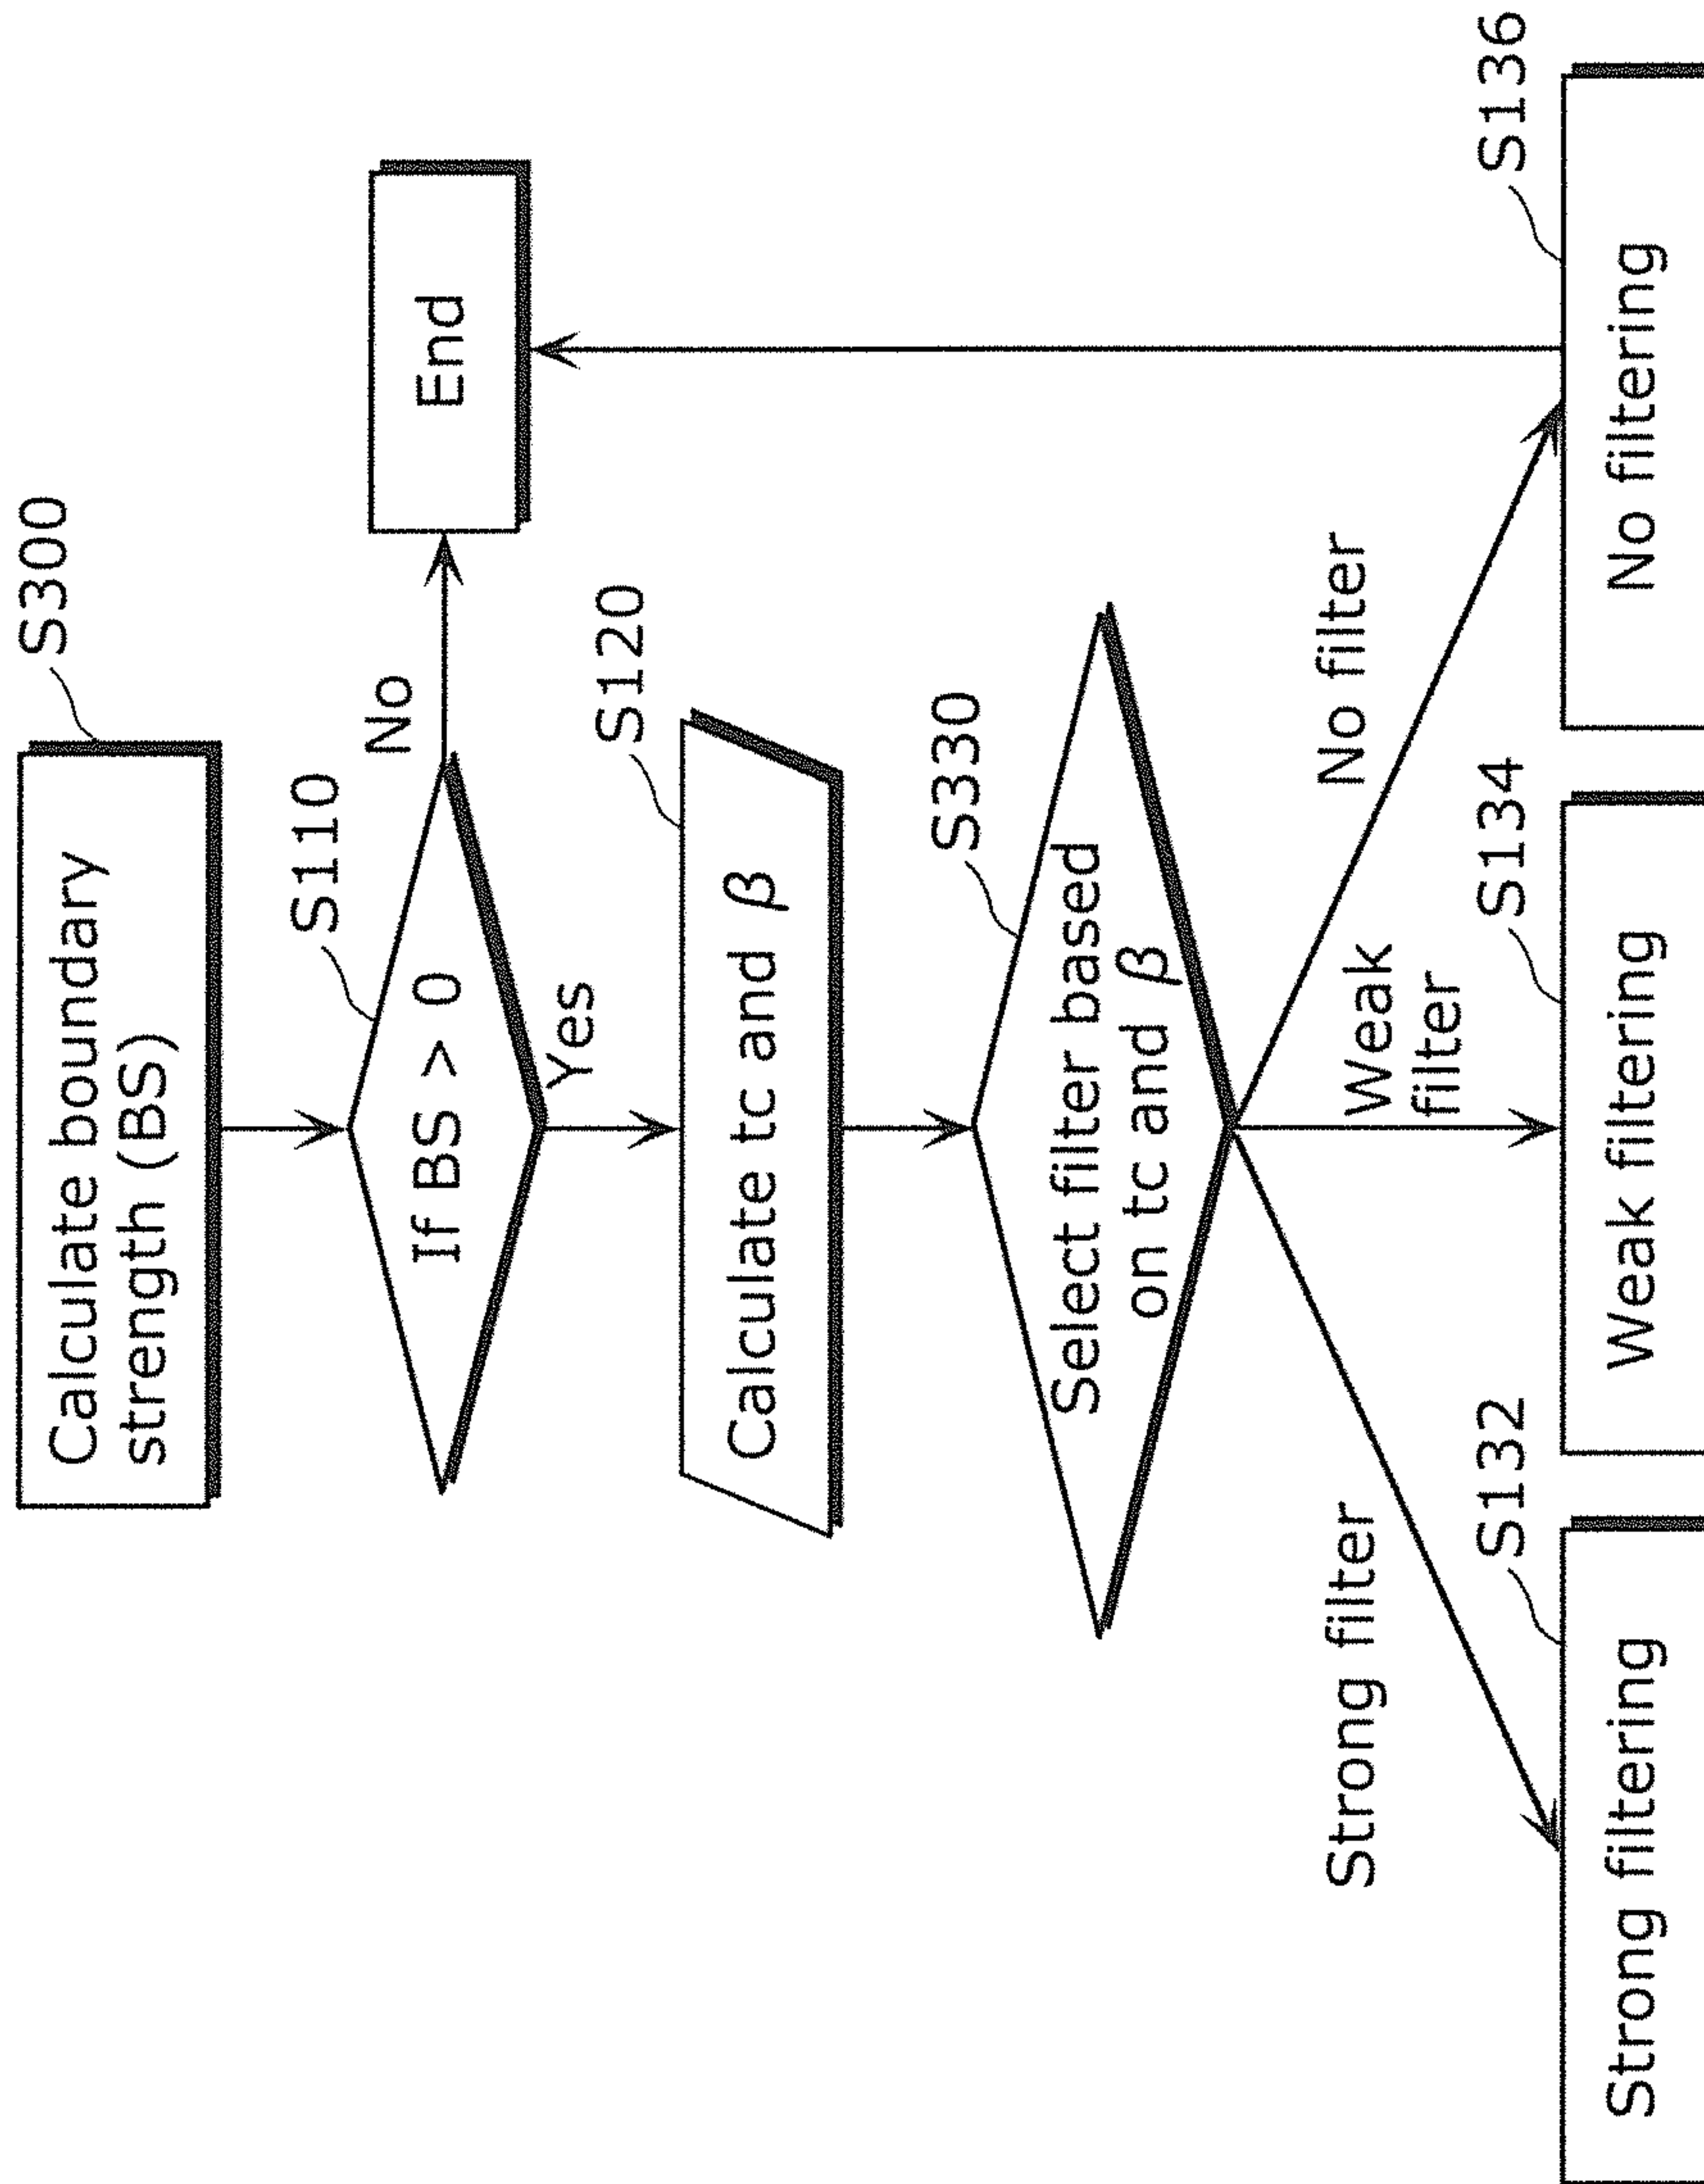 Calculate boundary
strength (BS)
S300
If BS > 0
S110
No
End
Yes
Calculate tc and β
S120
Select filter based
on tc and β
S330
Strong filter
Weak
filter
No filter
Strong filtering
S132
Weak filtering
S134
No filtering
S136